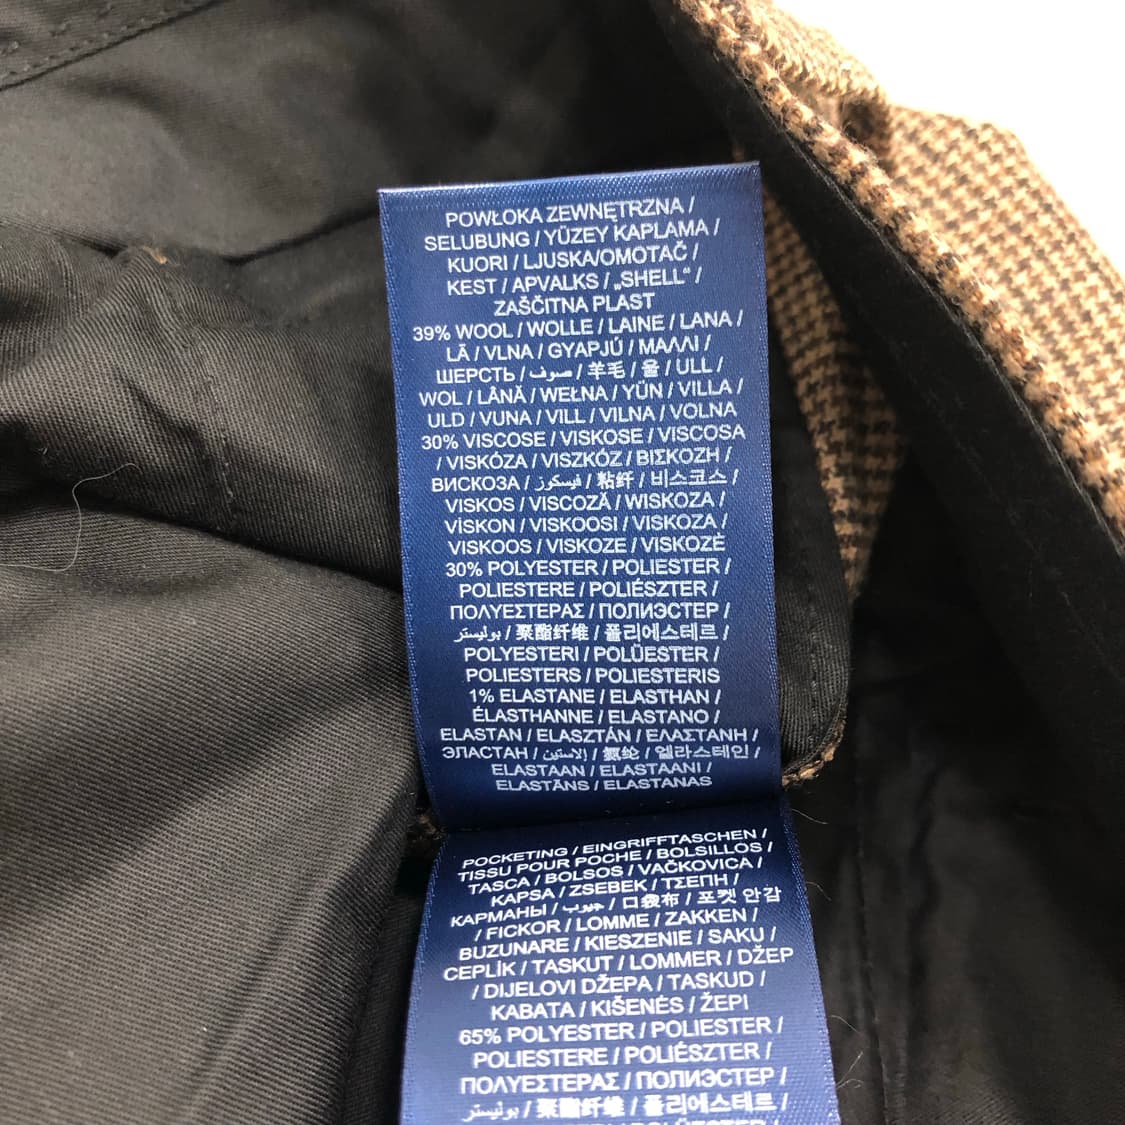 POWŁOKA ZEWNĘTRZNA /
SELUBUNG / YÜZEY KAPLAMA /
KUORI / LJUSKA/OMOTAČ /
KEST / APVALKS / „SHELL” /
ZAŠČITNA PLAST
39% WOOL / WOLLE / LAINE / LANA /
LÃ / VLNA / GYAPJÚ / ΜΑΛΛΙ /
ШЕРСТЬ / صوف / 羊毛 / 울 / ULL /
WOL / LÂNĂ / WEŁNA / YÜN / VILLA /
ULD / VUNA / VILL / VILNA / VOLNA
30% VISCOSE / VISKOSE / VISCOSA
/ VISKÓZA / VISZKÓZ / ΒΙΣΚΟΖΗ /
ВИСКОЗА / فيسكوز / 粘纤 / 비스코스 /
VISKOS / VISCOZĂ / WISKOZA /
VİSKON / VISKOOSI / VISKOZA /
VISKOOS / VISKOZE / VISKOZĖ
30% POLYESTER / POLIESTER /
POLIESTERE / POLIÉSZTER /
ΠΟΛΥΕΣΤΕΡΑΣ / ПОЛИЭСТЕР /
بوليستر / 聚酯纤维 / 폴리에스테르 /
POLYESTERI / POLÜESTER /
POLIESTERS / POLIESTERIS
1% ELASTANE / ELASTHAN /
ÉLASTHANNE / ELASTANO /
ELASTAN / ELASZTÁN / ΕΛΑΣΤΑΝΗ /
ЭЛАСТАН / الاستين / 氨纶 / 엘라스테인 /
ELASTAAN / ELASTAANI /
ELASTĀNS / ELASTANAS
POCKETING / EINGRIFFTASCHEN /
TISSU POUR POCHE / BOLSILLOS /
TASCA / BOLSOS / VAČKOVICA /
KAPSA / ZSEBEK / ΤΣΕΠΗ /
КАРМАНЫ / جيوب / 口袋布 / 포켓 안감
/ FICKOR / LOMME / ZAKKEN /
BUZUNARE / KIESZENIE / SAKU /
CEPLİK / TASKUT / LOMMER / DŽEP
/ DIJELOVI DŽEPA / TASKUD /
KABATA / KIŠENĖS / ŽEPI
65% POLYESTER / POLIESTER /
POLIESTERE / POLIÉSZTER /
ΠΟΛΥΕΣΤΕΡΑΣ / ПОЛИЭСТЕР /
بوليستر / 聚酯纤维 / 폴리에스테르 /